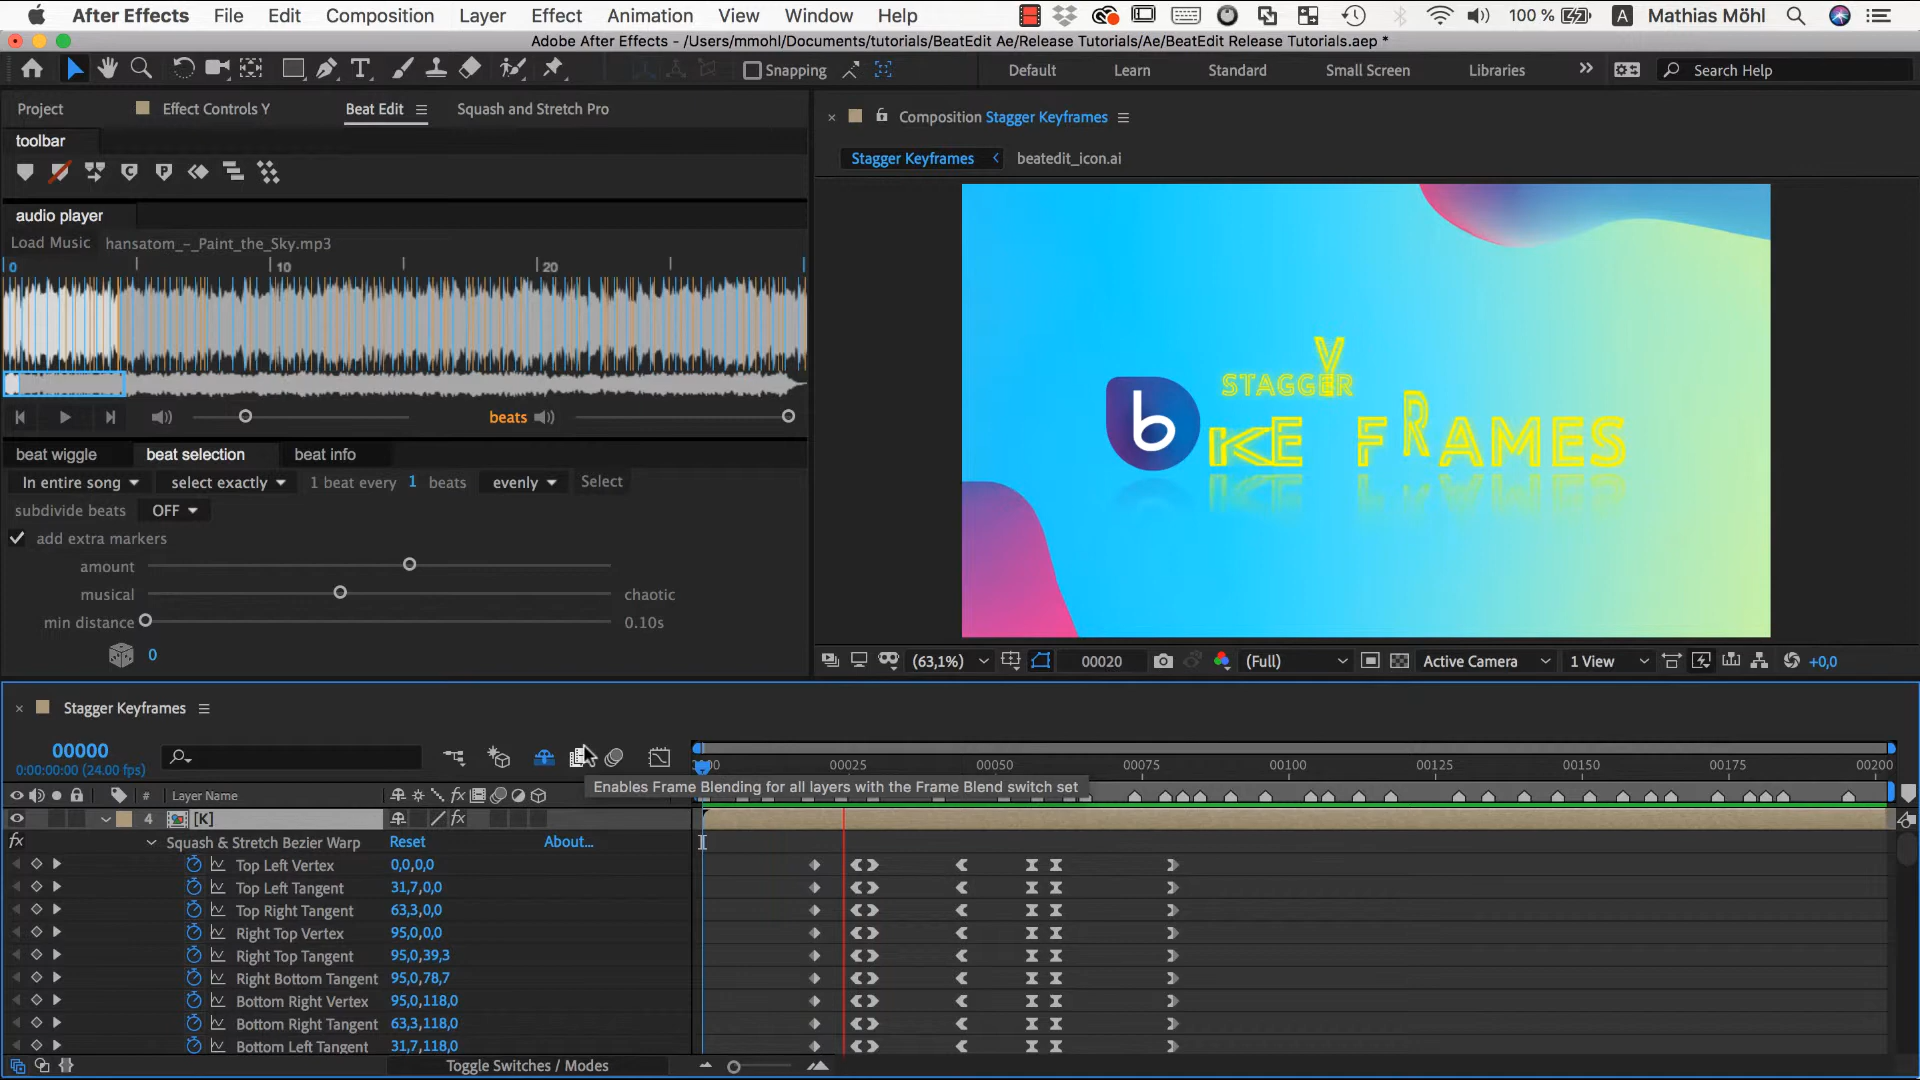 After Effects File Edit Composition Layer Effect Animation View Window Help 100 % A Mathias Möhl
Adobe After Effects - /Users/mmohl/Documents/tutorials/BeatEdit Ae/Release Tutorials/Ae/BeatEdit Release Tutorials.aep *
Snapping Default Learn Standard Small Screen Libraries Search Help
Project Effect Controls Y Beat Edit Squash and Stretch Pro
Composition Stagger Keyframes
toolbar
Stagger Keyframes beatedit_icon.ai
audio player
Load Music hansatom_-_Paint_the_Sky.mp3
0 10 20
beats
STAGGER
Y
b KE FRAMES
beat wiggle beat selection beat info
In entire song select exactly 1 beat every 1 beats evenly Select
subdivide beats OFF
add extra markers
amount
musical chaotic
min distance 0.10s
0
(63,1%) 00020 (Full) Active Camera 1 View +0,0
Stagger Keyframes
00000
0:00:00:00 (24.00 fps)
0000 00025 00050 00075 00100 00125 00150 00175 00200
Enables Frame Blending for all layers with the Frame Blend switch set
# Layer Name
4 [K]
fx Squash & Stretch Bezier Warp Reset About...
Top Left Vertex 0,0,0,0
Top Left Tangent 31,7,0,0
Top Right Tangent 63,3,0,0
Right Top Vertex 95,0,0,0
Right Top Tangent 95,0,39,3
Right Bottom Tangent 95,0,78,7
Bottom Right Vertex 95,0,118,0
Bottom Right Tangent 63,3,118,0
Bottom Left Tangent 31,7,118,0
Toggle Switches / Modes